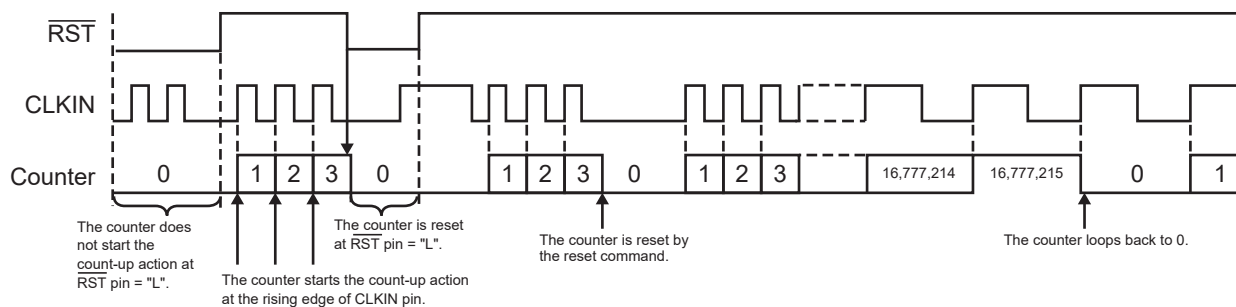 RST
CLKIN
Counter
0 1 2 3 0 1 2 3 0 1 2 3 16,777,214 16,777,215 0 1
The counter does
not start the
count-up action at
RST pin = "L".
The counter starts the count-up action
at the rising edge of CLKIN pin.
The counter is reset
at RST pin = "L".
The counter is reset by
the reset command.
The counter loops back to 0.